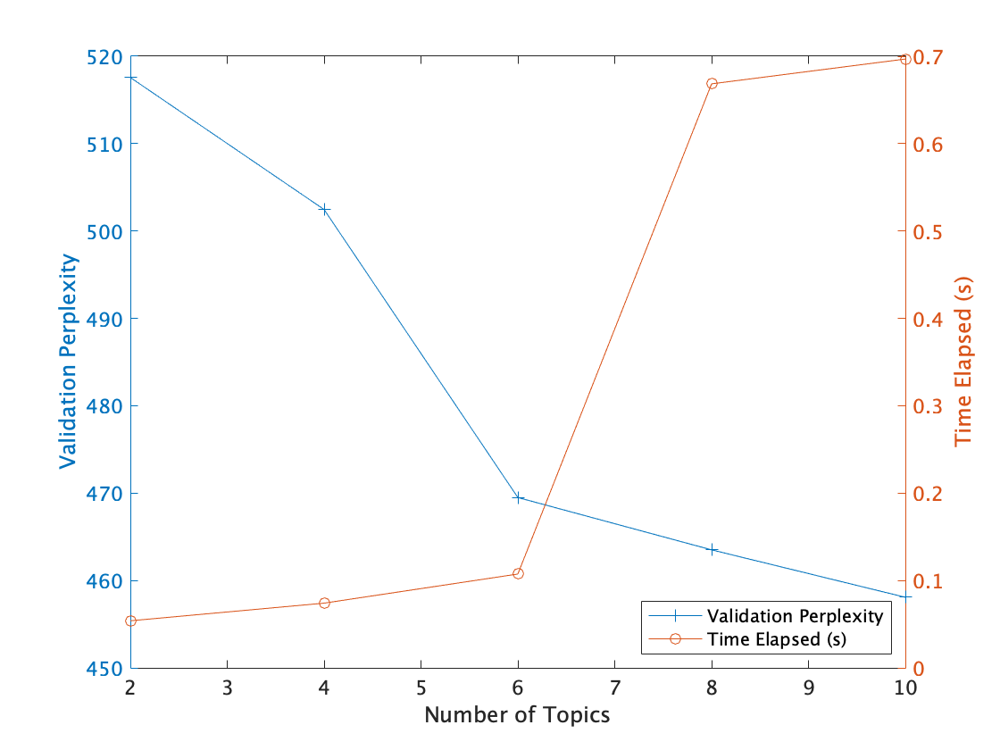 520
510
500
490
480
470
460
450
Validation Perplexity
0.7
0.6
0.5
0.4
0.3
0.2
0.1
0
Time Elapsed (s)
Validation Perplexity
Time Elapsed (s)
2 3 4 5 6 7 8 9 10
Number of Topics